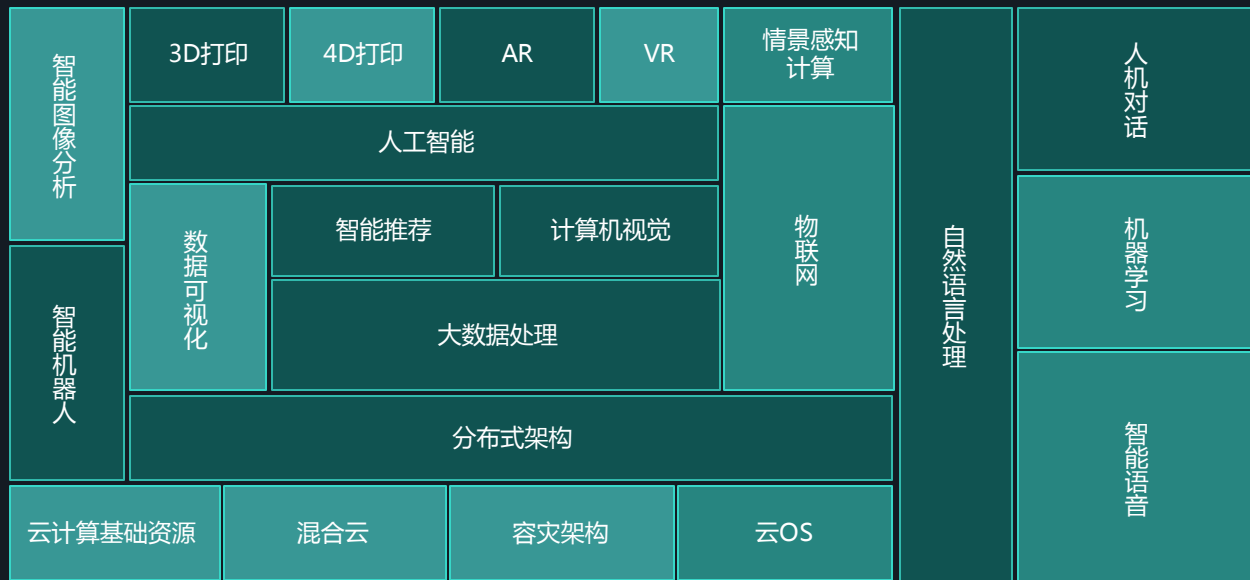 智能图像分析
3D打印
4D打印
AR
VR
情景感知
计算
人工智能
数据可视化
智能推荐
计算机视觉
物联网
大数据处理
智能机器人
分布式架构
云计算基础资源
混合云
容灾架构
云OS
自然语言处理
人机对话
机器学习
智能语音